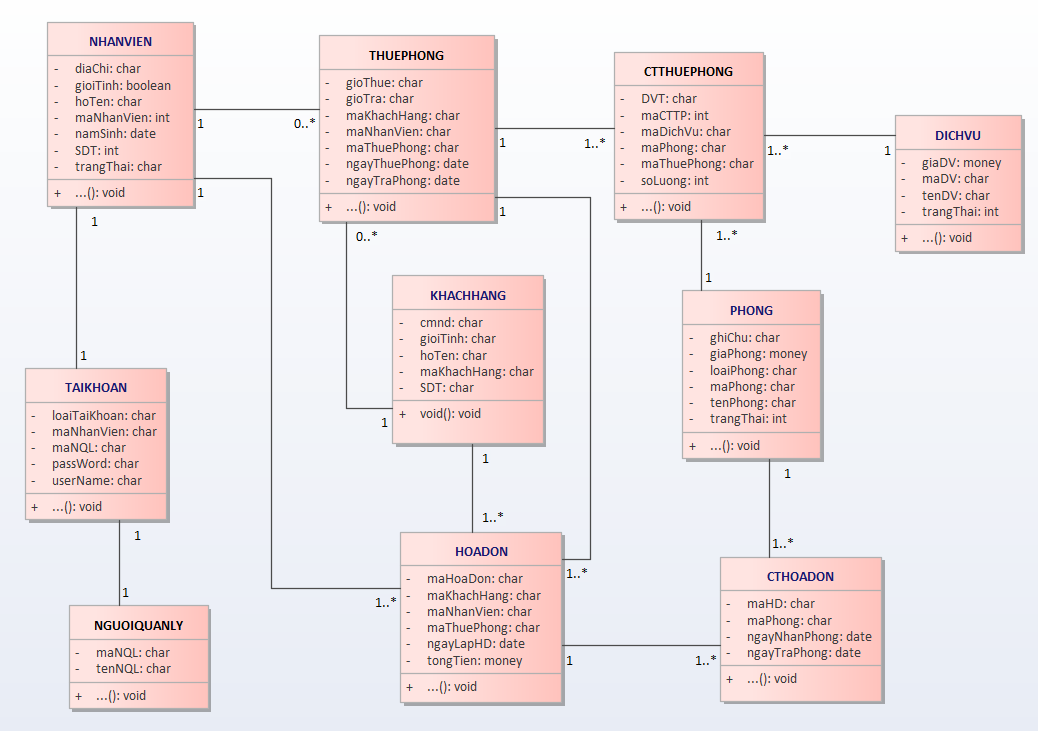 NHANVIEN
- diaChi: char
- gioiTinh: boolean
- hoTen: char
- maNhanVien: int
- namSinh: date
- SDT: int
- trangThai: char
+ ...(): void
1
0..*
1
1
1
THUEPHONG
- gioThue: char
- gioTra: char
- maKhachHang: char
- maNhanVien: char
- maThuePhong: char
- ngayThuePhong: date
- ngayTraPhong: date
+ ...(): void
1
1..*
1
0..*
CTTHUEPHONG
- DVT: char
- maCTTP: int
- maDichVu: char
- maPhong: char
- maThuePhong: char
- soLuong: int
+ ...(): void
1..*
1
1..*
1
DICHVU
- giaDV: money
- maDV: char
- tenDV: char
- trangThai: int
+ ...(): void
KHACHHANG
- cmnd: char
- gioiTinh: char
- hoTen: char
- maKhachHang: char
- SDT: char
+ void(): void
1
1
1..*
PHONG
- ghiChu: char
- giaPhong: money
- loaiPhong: char
- maPhong: char
- tenPhong: char
- trangThai: int
+ ...(): void
1
1..*
TAIKHOAN
- loaiTaiKhoan: char
- maNhanVien: char
- maNQL: char
- passWord: char
- userName: char
+ ...(): void
1
1
NGUOIQUANLY
- maNQL: char
- tenNQL: char
+ ...(): void
HOADON
- maHoaDon: char
- maKhachHang: char
- maNhanVien: char
- maThuePhong: char
- ngayLapHD: date
- tongTien: money
+ ...(): void
1..*
1..*
1
1..*
CTHOADON
- maHD: char
- maPhong: char
- ngayNhanPhong: date
- ngayTraPhong: date
+ ...(): void